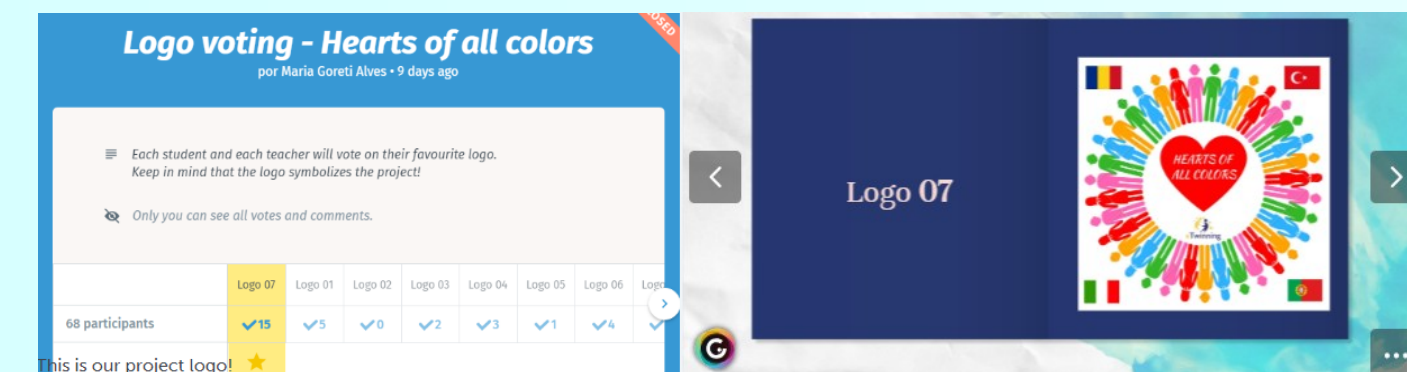 Logo voting - Hearts of all colors
por Maria Goreti Alves • 9 days ago
Each student and each teacher will vote on their favourite logo.
Keep in mind that the logo symbolizes the project!
Only you can see all votes and comments.
Logo 07 Logo 01 Logo 02 Logo 03 Logo 04 Logo 05 Logo 06
68 participants 15 5 0 2 3 1 4
This is our project logo!
Logo 07
HEARTS OF
ALL COLORS
eTwinning